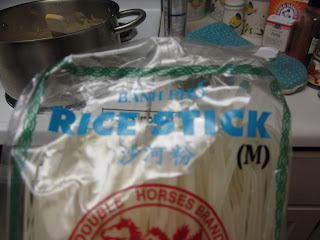 BANH PHO
RICE STICK
沙河粉
(M)
DOUBLE HORSES BRAND